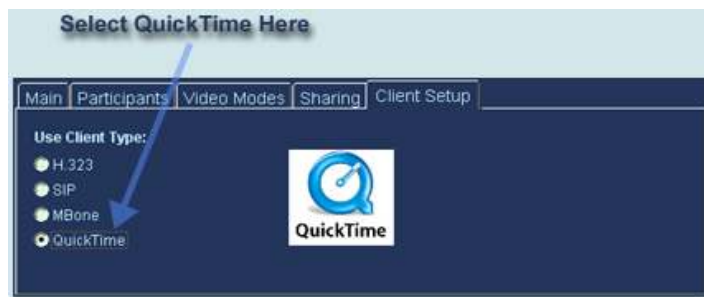 Select QuickTime Here
Main Participants Video Modes Sharing Client Setup
Use Client Type:
H.323
SIP
MBone
QuickTime
QuickTime